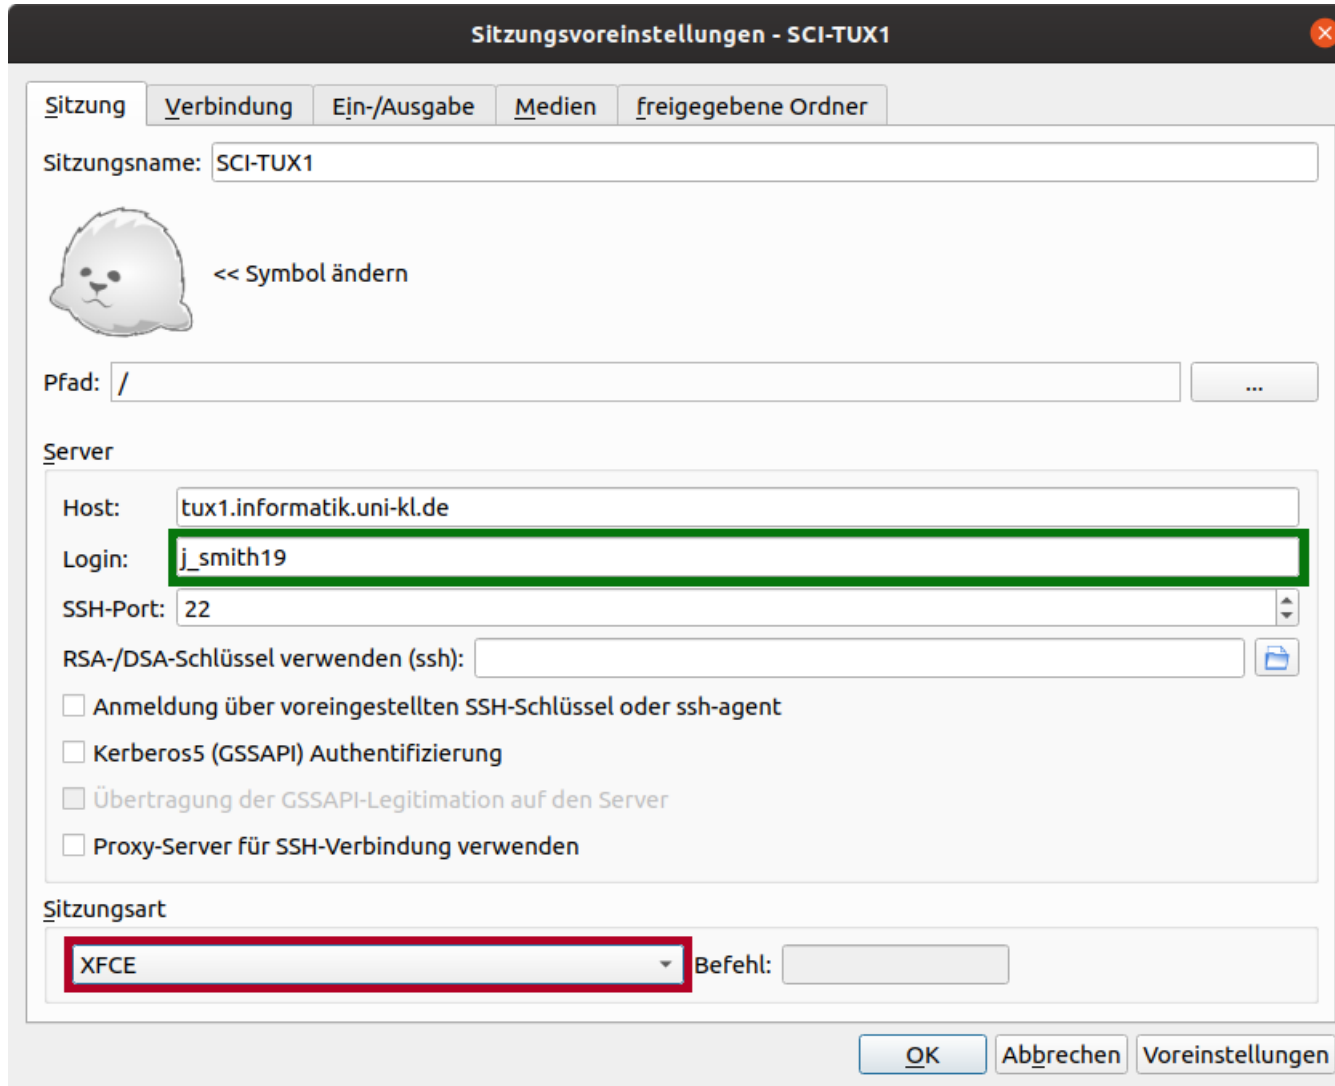 Sitzungsvoreinstellungen - SCI-TUX1
Sitzung Verbindung Ein-/Ausgabe Medien freigegebene Ordner
Sitzungsname: SCI-TUX1
<< Symbol ändern
Pfad: / ...
Server
Host: tux1.informatik.uni-kl.de
Login: j_smith19
SSH-Port: 22
RSA-/DSA-Schlüssel verwenden (ssh):
Anmeldung über voreingestellten SSH-Schlüssel oder ssh-agent
Kerberos5 (GSSAPI) Authentifizierung
Übertragung der GSSAPI-Legitimation auf den Server
Proxy-Server für SSH-Verbindung verwenden
Sitzungsart
XFCE Befehl:
OK Abbrechen Voreinstellungen